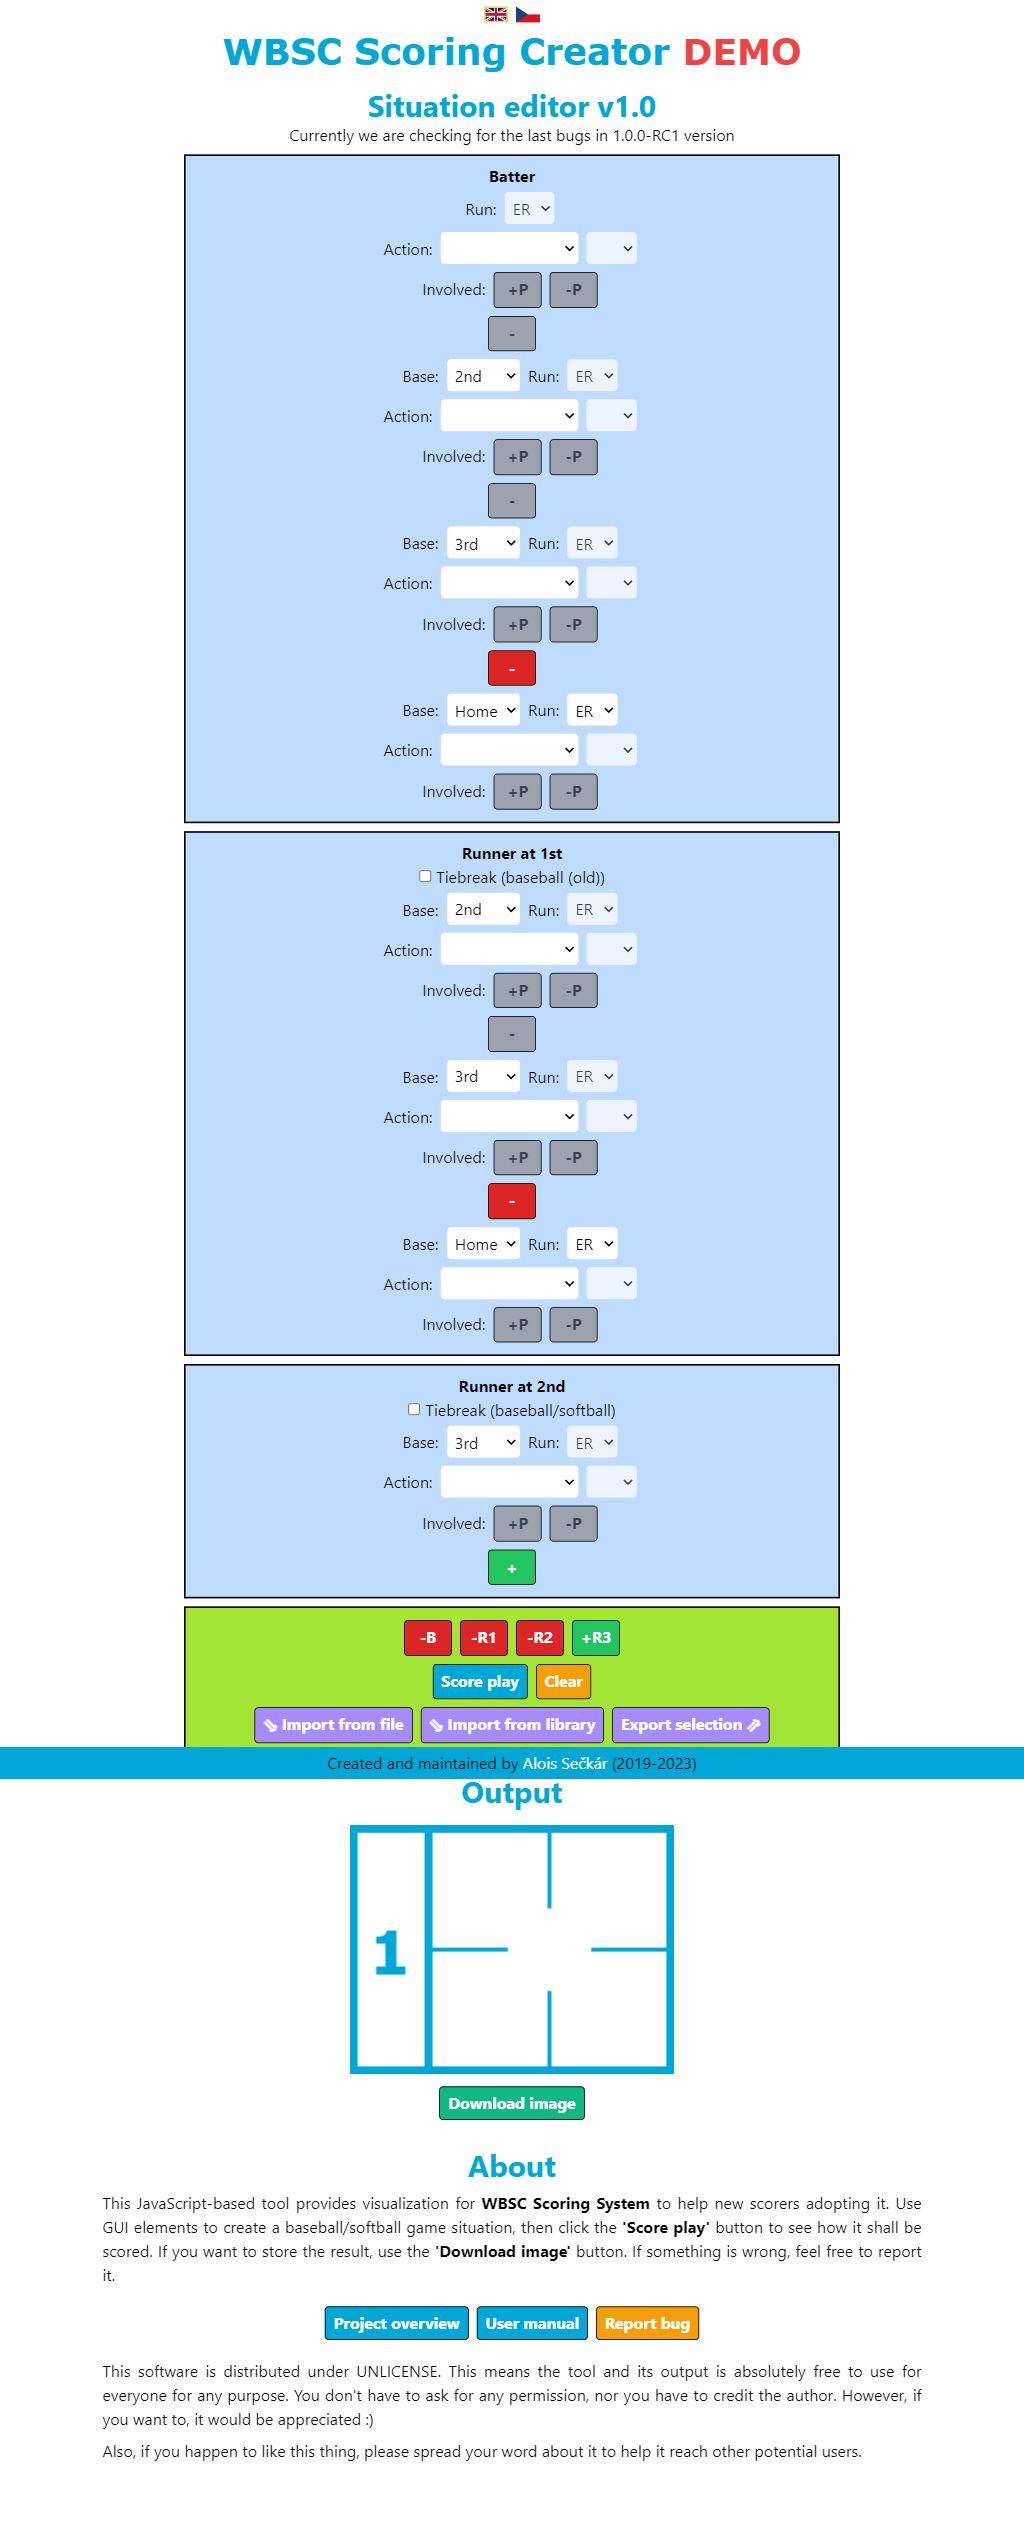 WBSC Scoring Creator DEMO
Situation editor v1.0
Currently we are checking for the last bugs in 1.0.0-RC1 version
Batter
Run: ER
Action:
Involved: +P -P
-
Base: 2nd Run: ER
Action:
Involved: +P -P
-
Base: 3rd Run: ER
Action:
Involved: +P -P
-
Base: Home Run: ER
Action:
Involved: +P -P
Runner at 1st
Tiebreak (baseball (old))
Base: 2nd Run: ER
Action:
Involved: +P -P
-
Base: 3rd Run: ER
Action:
Involved: +P -P
-
Base: Home Run: ER
Action:
Involved: +P -P
Runner at 2nd
Tiebreak (baseball/softball)
Base: 3rd Run: ER
Action:
Involved: +P -P
+
-B -R1 -R2 +R3
Score play Clear
⇘ Import from file ⇘ Import from library Export selection ⇗
Created and maintained by Alois Sečkár (2019-2023)
Output
1
Download image
About
This JavaScript-based tool provides visualization for WBSC Scoring System to help new scorers adopting it. Use
GUI elements to create a baseball/softball game situation, then click the 'Score play' button to see how it shall be
scored. If you want to store the result, use the 'Download image' button. If something is wrong, feel free to report
it.
Project overview User manual Report bug
This software is distributed under UNLICENSE. This means the tool and its output is absolutely free to use for
everyone for any purpose. You don't have to ask for any permission, nor you have to credit the author. However, if
you want to, it would be appreciated :)
Also, if you happen to like this thing, please spread your word about it to help it reach other potential users.